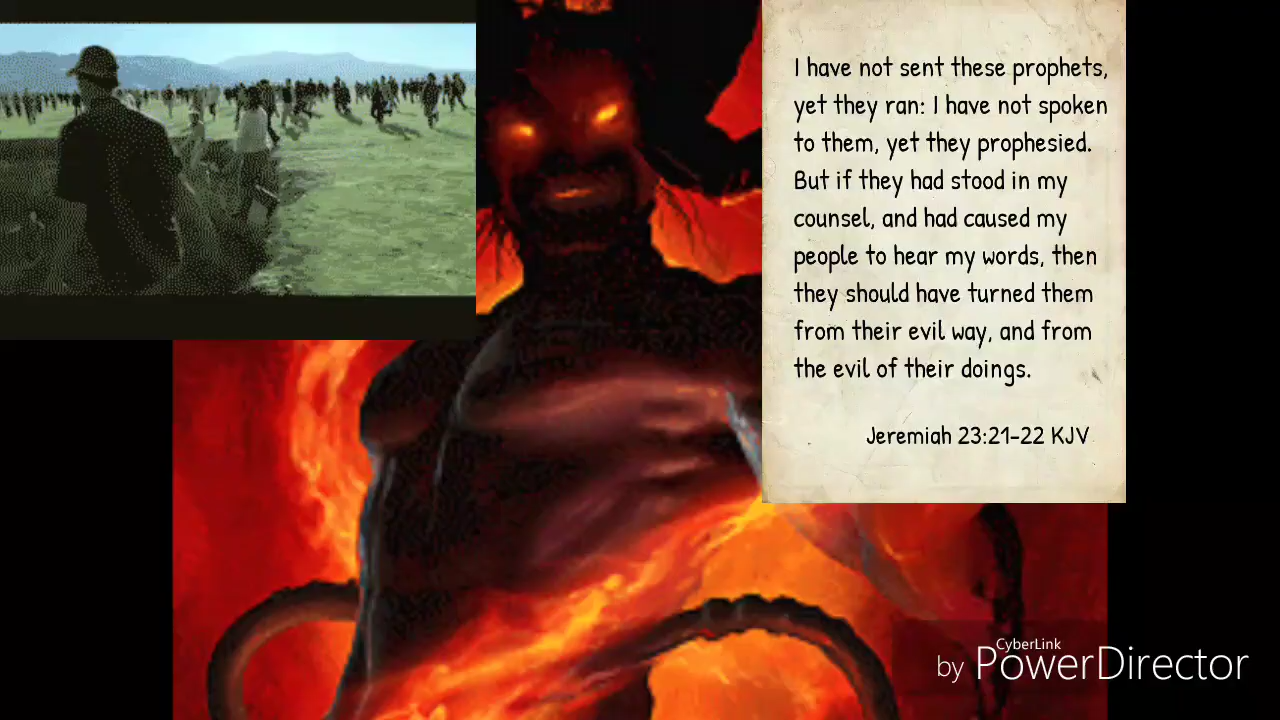 I have not sent these prophets,
yet they ran: I have not spoken
to them, yet they prophesied.
But if they had stood in my
counsel, and had caused my
people to hear my words, then
they should have turned them
from their evil way, and from
the evil of their doings.
Jeremiah 23:21-22 KJV
CyberLink
by PowerDirector